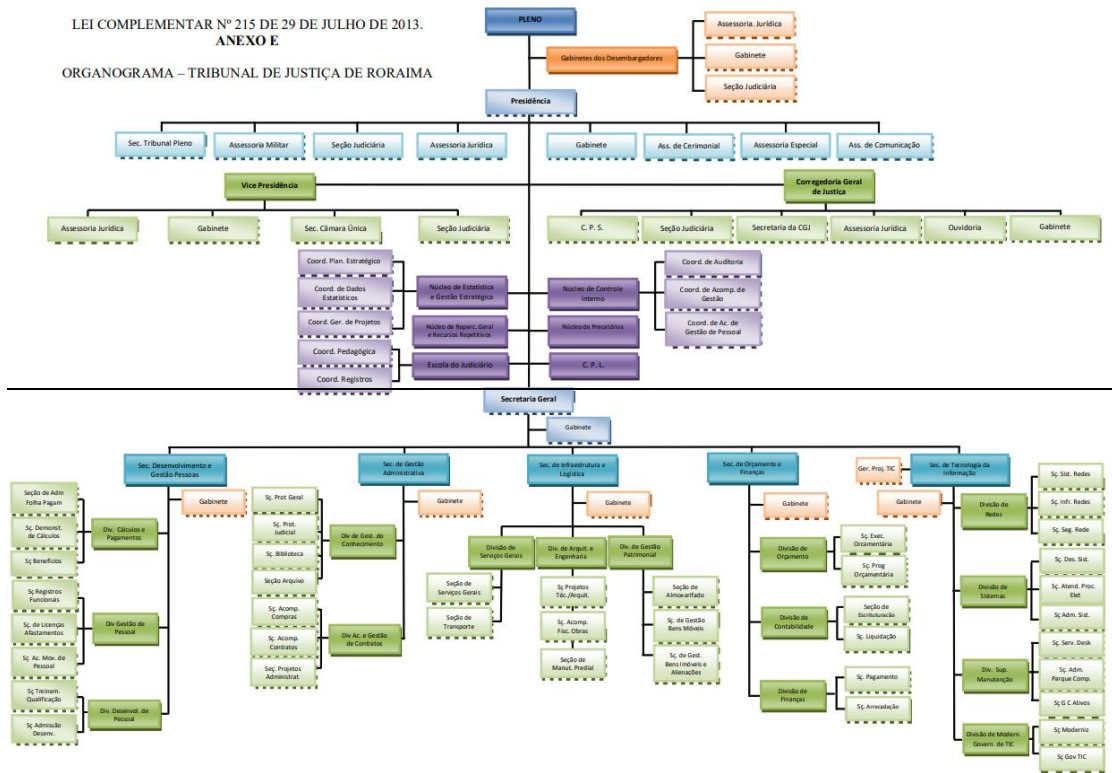 LEI COMPLEMENTAR Nº 215 DE 29 DE JULHO DE 2013.
ANEXO E
ORGANOGRAMA – TRIBUNAL DE JUSTIÇA DE RORAIMA
PLENO
Gabinetes dos Desembargadores
Assessoria. Jurídica
Gabinete
Seção Judiciária
Presidência
Sec. Tribunal Pleno
Assessoria Militar
Seção Judiciária
Assessoria Jurídica
Gabinete
Ass. de Cerimonial
Assessoria Especial
Ass. de Comunicação
Vice Presidência
Corregedoria Geral
de Justiça
Assessoria Jurídica
Gabinete
Sec. Câmara Única
Seção Judiciária
C. P. S.
Seção Judiciária
Secretaria da CGJ
Assessoria Jurídica
Ouvidoria
Gabinete
Coord. Plan. Estratégico
Coord. de Dados
Estatísticos
Coord. Ger. de Projetos
Núcleo de Estatística
e Gestão Estratégica
Núcleo de Controle
Interno
Coord. de Auditoria
Coord. de Acomp. de
Gestão
Coord. de Ac. de
Gestão de Pessoal
Núcleo de Reperc. Geral
e Recursos Repetitivos
Núcleo de Precatórios
Coord. Pedagógica
Coord. Registros
Escola do Judiciário
C. P. L.
Secretaria Geral
Gabinete
Sec. Desenvolvimento e
Gestão Pessoas
Gabinete
Seção de Adm
Folha Pagam
Sç. Demonst.
de Cálculos
Sç Benefícios
Div. Cálculos e
Pagamentos
Sç Registros
Funcionais
Sç. de Licenças
Afastamentos
Sç Ac. Mov. de
Pessoal
Div Gestão de
Pessoal
Sç Treinam.
Qualificação
Sç Admissão
Desenv.
Div. Desenvol. de
Pessoal
Sec. de Gestão
Administrativa
Gabinete
Sç. Prot Geral
Sç. Prot.
Judicial
Sç. Biblioteca
Seção Arquivo
Div de Gest. do
Conhecimento
Sç. Acomp.
Compras
Sç. Acomp.
Contratos
Sec. Projetos
Administrat.
Div Ac. e Gestão
de Contratos
Sec. de Infraestrutura e
Logística
Gabinete
Divisão de
Serviços Gerais
Div. de Arquit. e
Engenharia
Div. de Gestão
Patrimonial
Seção de
Serviços Gerais
Seção de
Transporte
Sç Projetos
Téc./Arquit.
Sç. Acomp.
Fisc. Obras
Seção de
Manut. Predial
Seção de
Almoxarifado
Sç. de Gestão
Bens Móveis
Sç. de Gest.
Bens Imóveis e
Alienações
Sec. de Orçamento e
Finanças
Gabinete
Divisão de
Orçamento
Sç. Exec.
Orcamentária
Sç. Prog
Orçamentária
Divisão de
Contabilidade
Seção de
Escrituração
Sç. Liquidação
Divisão de
Finanças
Sç. Pagamento
Sç. Arrecadação
Ger. Proj. TIC
Sec. de Tecnologia da
Informação
Gabinete
Divisão de
Redes
Sç. Sist. Redes
Sç. Infr. Redes
Sç. Seg. Rede
Divisão de
Sistemas
Sç. Des. Sist.
Sç. Atend. Proc.
Elet
Sç. Adm. Sist.
Div. Sup.
Manutenção
Sç. Serv. Desk
Sç. Adm.
Parque Comp.
Sç G C Ativos
Divisão de Modern.
Govern. de TIC
Sç Moderniz
Sç Gov TIC